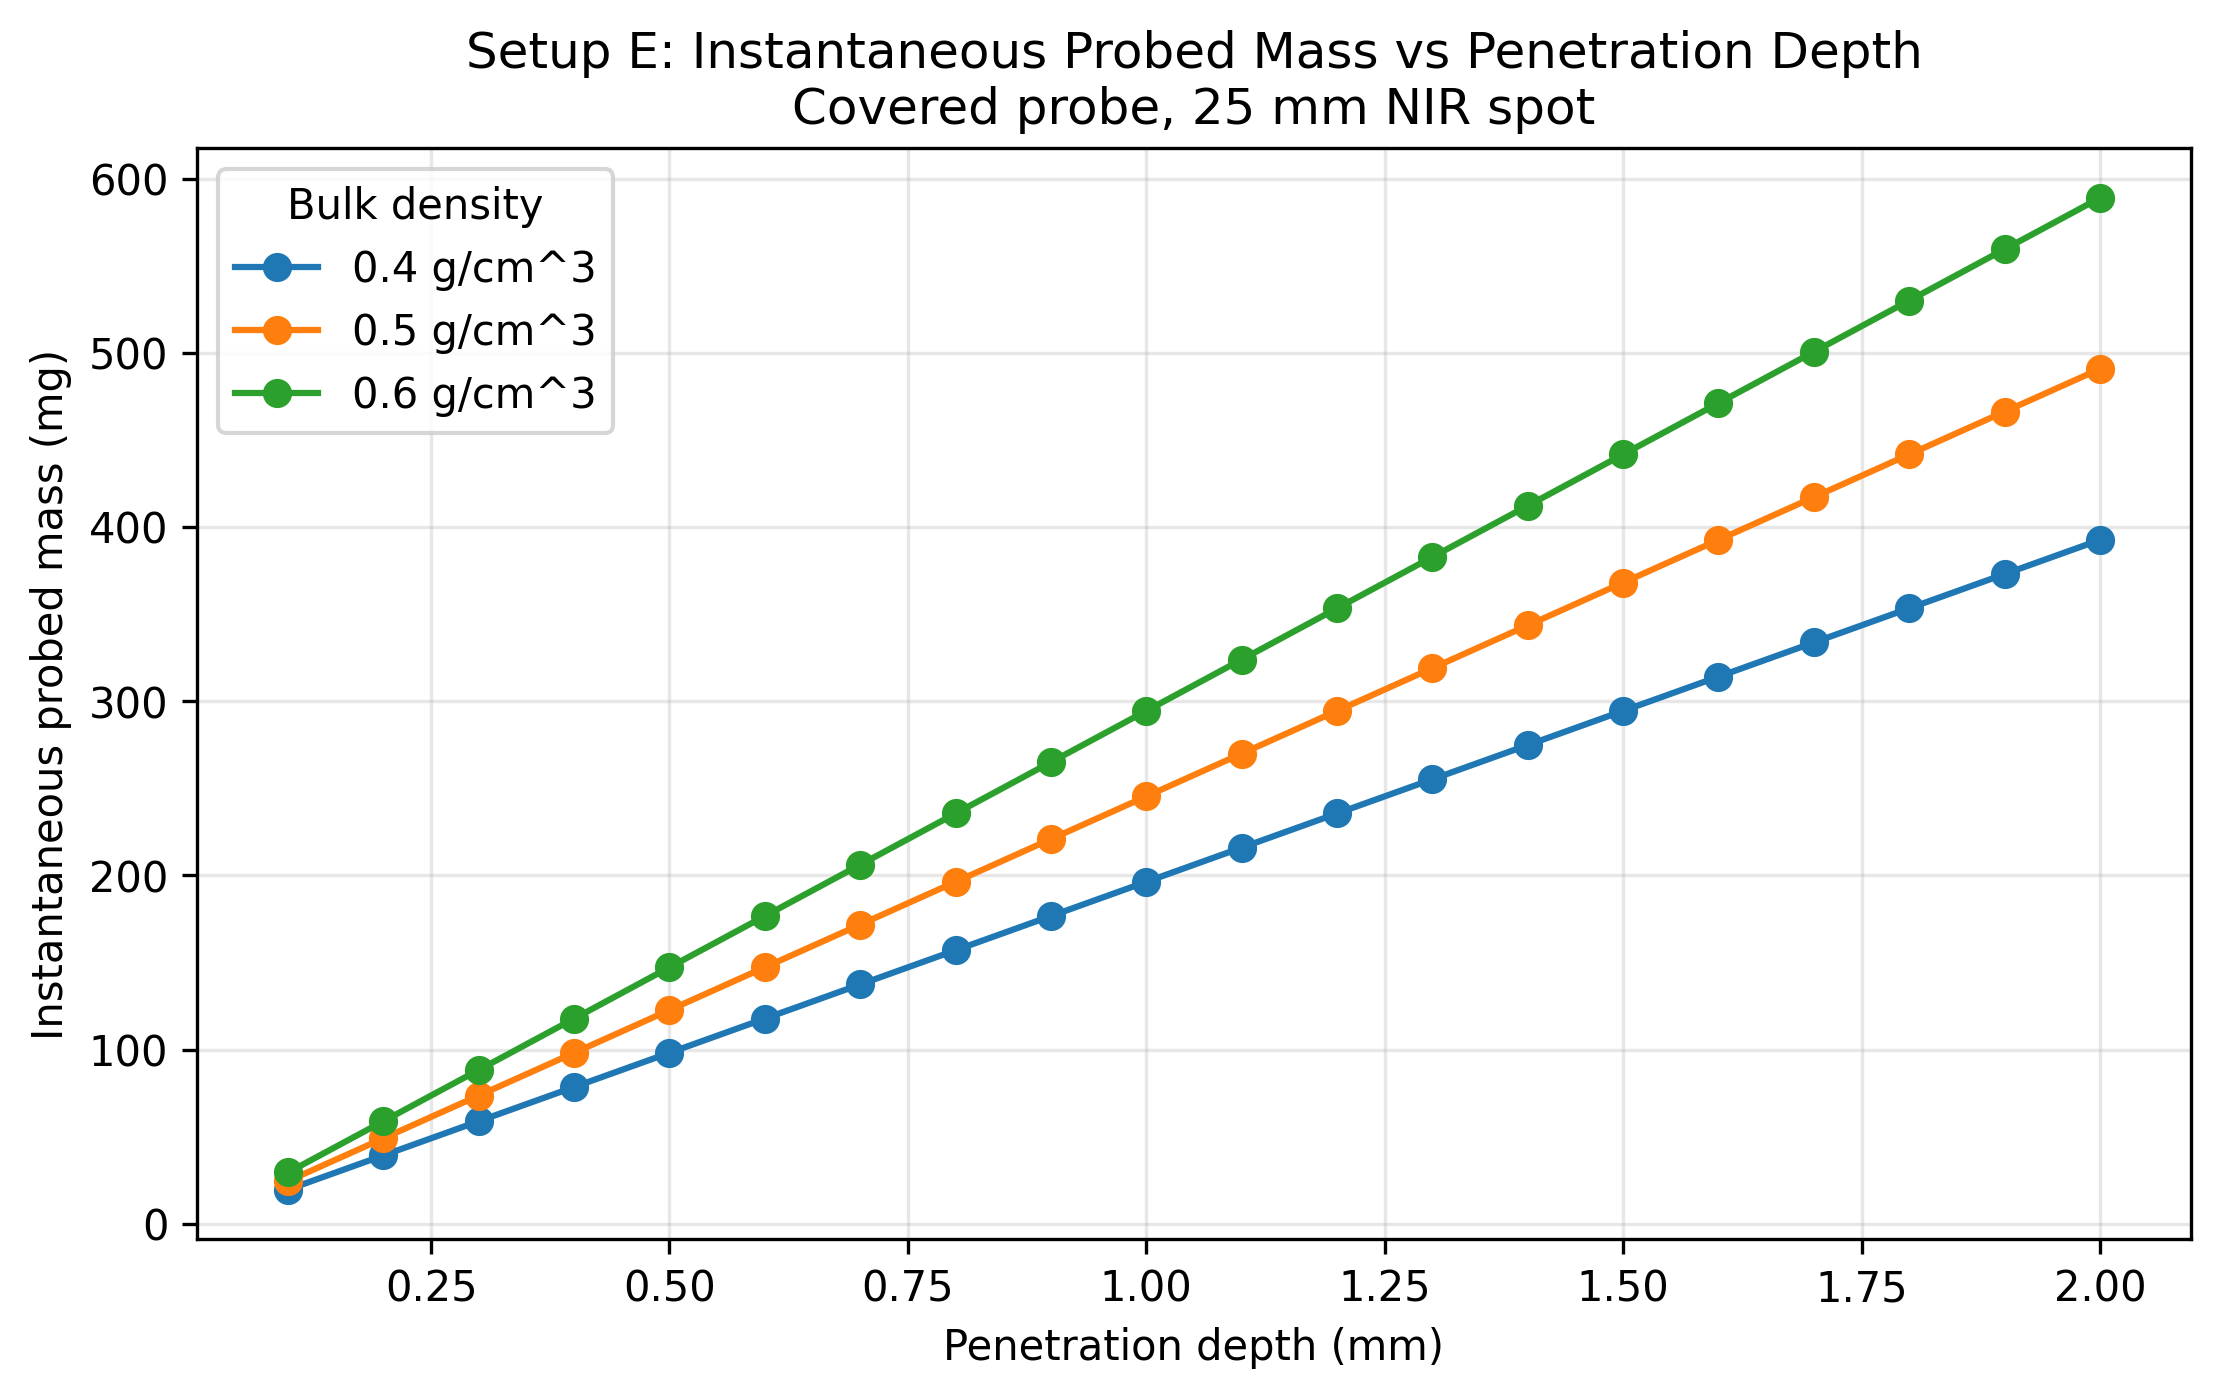 Setup E: Instantaneous Probed Mass vs Penetration Depth
Covered probe, 25 mm NIR spot
Bulk density
0.4 g/cm^3
0.5 g/cm^3
0.6 g/cm^3
Instantaneous probed mass (mg)
600
500
400
300
200
100
0
0.25 0.50 0.75 1.00 1.25 1.50 1.75 2.00
Penetration depth (mm)